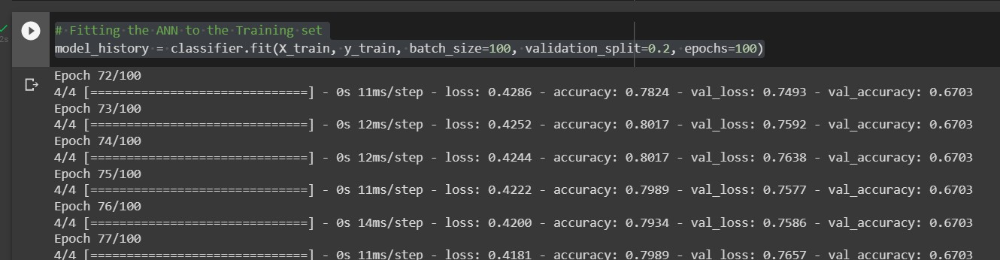 # Fitting the ANN to the Training set
model_history = classifier.fit(X_train, y_train, batch_size=100, validation_split=0.2, epochs=100)
2s
Epoch 72/100
4/4 [==============================] - 0s 11ms/step - loss: 0.4286 - accuracy: 0.7824 - val_loss: 0.7493 - val_accuracy: 0.6703
Epoch 73/100
4/4 [==============================] - 0s 12ms/step - loss: 0.4252 - accuracy: 0.8017 - val_loss: 0.7592 - val_accuracy: 0.6703
Epoch 74/100
4/4 [==============================] - 0s 12ms/step - loss: 0.4244 - accuracy: 0.8017 - val_loss: 0.7638 - val_accuracy: 0.6703
Epoch 75/100
4/4 [==============================] - 0s 11ms/step - loss: 0.4222 - accuracy: 0.7989 - val_loss: 0.7577 - val_accuracy: 0.6703
Epoch 76/100
4/4 [==============================] - 0s 14ms/step - loss: 0.4200 - accuracy: 0.7934 - val_loss: 0.7586 - val_accuracy: 0.6703
Epoch 77/100
4/4 [==============================] - 0s 11ms/step - loss: 0.4181 - accuracy: 0.7989 - val_loss: 0.7657 - val_accuracy: 0.6703